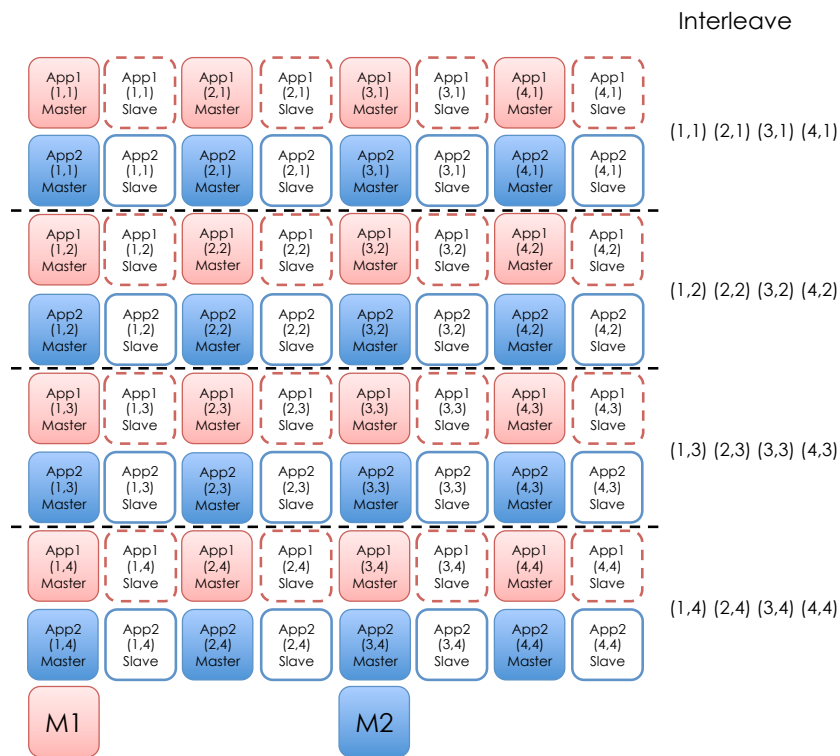 Interleave
App1 App1 App1 App1 App1 App1 App1 App1
(1,1) (1,1) (2,1) (2,1) (3,1) (3,1) (4,1) (4,1)
Master Slave Master Slave Master Slave Master Slave
(1,1) (2,1) (3,1) (4,1)
App2 App2 App2 App2 App2 App2 App2 App2
(1,1) (1,1) (2,1) (2,1) (3,1) (3,1) (4,1) (4,1)
Master Slave Master Slave Master Slave Master Slave
App1 App1 App1 App1 App1 App1 App1 App1
(1,2) (1,2) (2,2) (2,2) (3,2) (3,2) (4,2) (4,2)
Master Slave Master Slave Master Slave Master Slave
(1,2) (2,2) (3,2) (4,2)
App2 App2 App2 App2 App2 App2 App2 App2
(1,2) (1,2) (2,2) (2,2) (3,2) (3,2) (4,2) (4,2)
Master Slave Master Slave Master Slave Master Slave
App1 App1 App1 App1 App1 App1 App1 App1
(1,3) (1,3) (2,3) (2,3) (3,3) (3,3) (4,3) (4,3)
Master Slave Master Slave Master Slave Master Slave
(1,3) (2,3) (3,3) (4,3)
App2 App2 App2 App2 App2 App2 App2 App2
(1,3) (1,3) (2,3) (2,3) (3,3) (3,3) (4,3) (4,3)
Master Slave Master Slave Master Slave Master Slave
App1 App1 App1 App1 App1 App1 App1 App1
(1,4) (1,4) (2,4) (2,4) (3,4) (3,4) (4,4) (4,4)
Master Slave Master Slave Master Slave Master Slave
(1,4) (2,4) (3,4) (4,4)
App2 App2 App2 App2 App2 App2 App2 App2
(1,4) (1,4) (2,4) (2,4) (3,4) (3,4) (4,4) (4,4)
Master Slave Master Slave Master Slave Master Slave
M1 M2